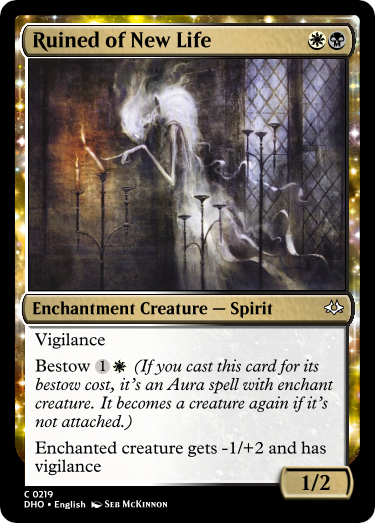 Ruined of New Life
Enchantment Creature — Spirit
Vigilance
Bestow 1 (If you cast this card for its
bestow cost, it's an Aura spell with enchant
creature. It becomes a creature again if it's
not attached.)
Enchanted creature gets -1/+2 and has
vigilance
1/2
C 0219
DHO • English Seb McKinnon